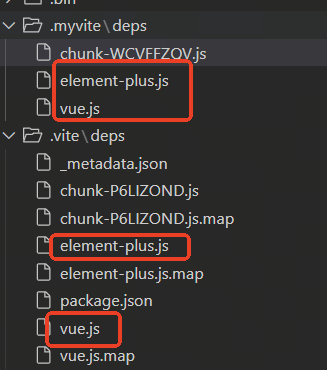 .bin
.myvite\deps
chunk-WCVFFZQV.js
element-plus.js
vue.js
.vite\deps
_metadata.json
chunk-P6LIZOND.js
chunk-P6LIZOND.js.map
element-plus.js
element-plus.js.map
package.json
vue.js
vue.js.map